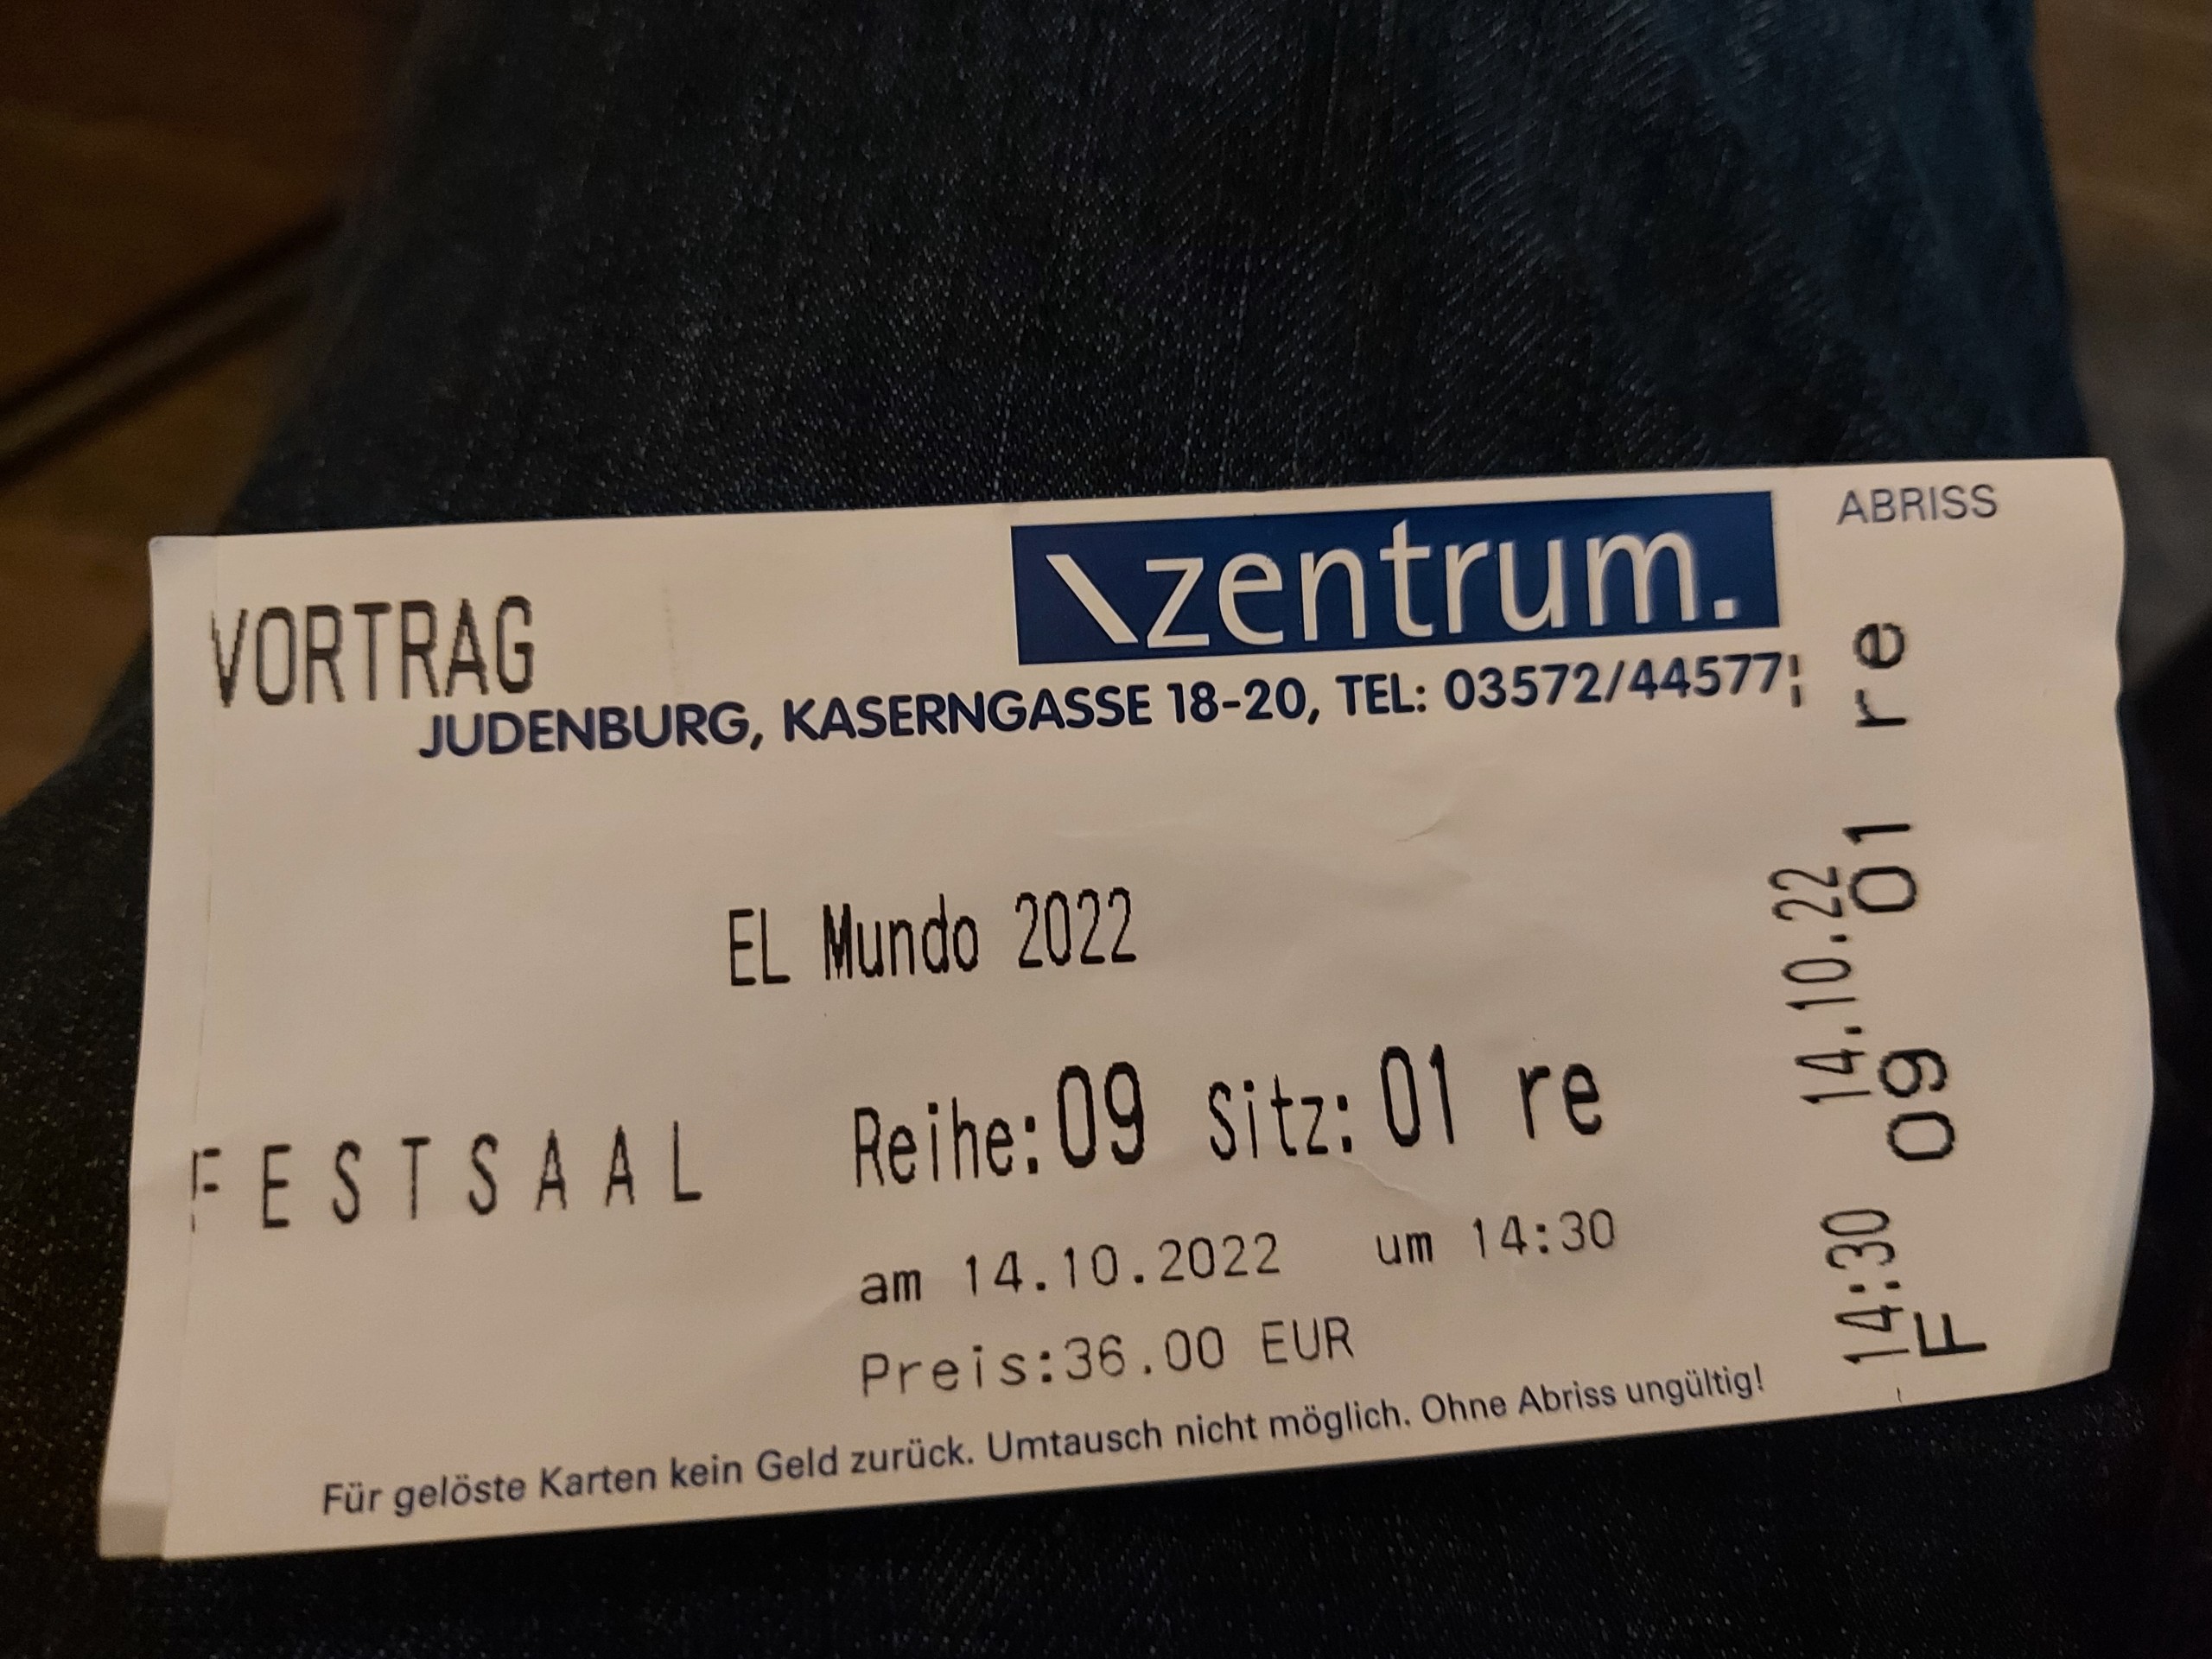 VORTRAG
\zentrum.
JUDENBURG, KASERNGASSE 18-20, TEL: 03572/44577
EL Mundo 2022
FESTSAAL
Reihe:09 Sitz:01 re
am 14.10.2022 um 14:30
Preis:36.00 EUR
Für gelöste Karten kein Geld zurück. Umtausch nicht möglich. Ohne Abriss ungültig!
ABRISS
14:30 14.10.22
F 09 01 re